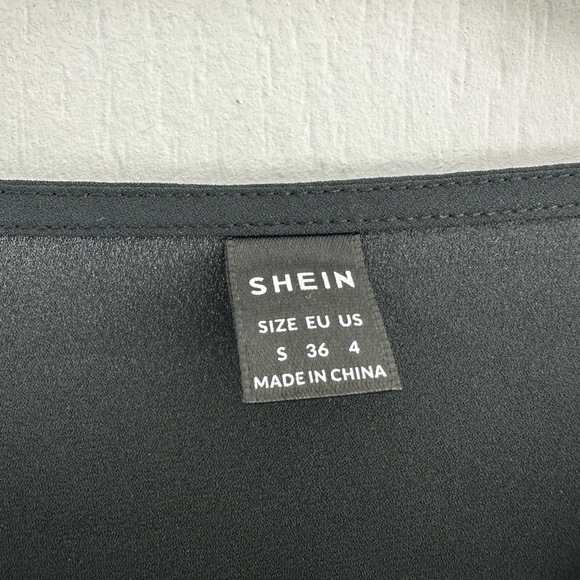 SHEIN
SIZE EU US
S 36 4
MADE IN CHINA